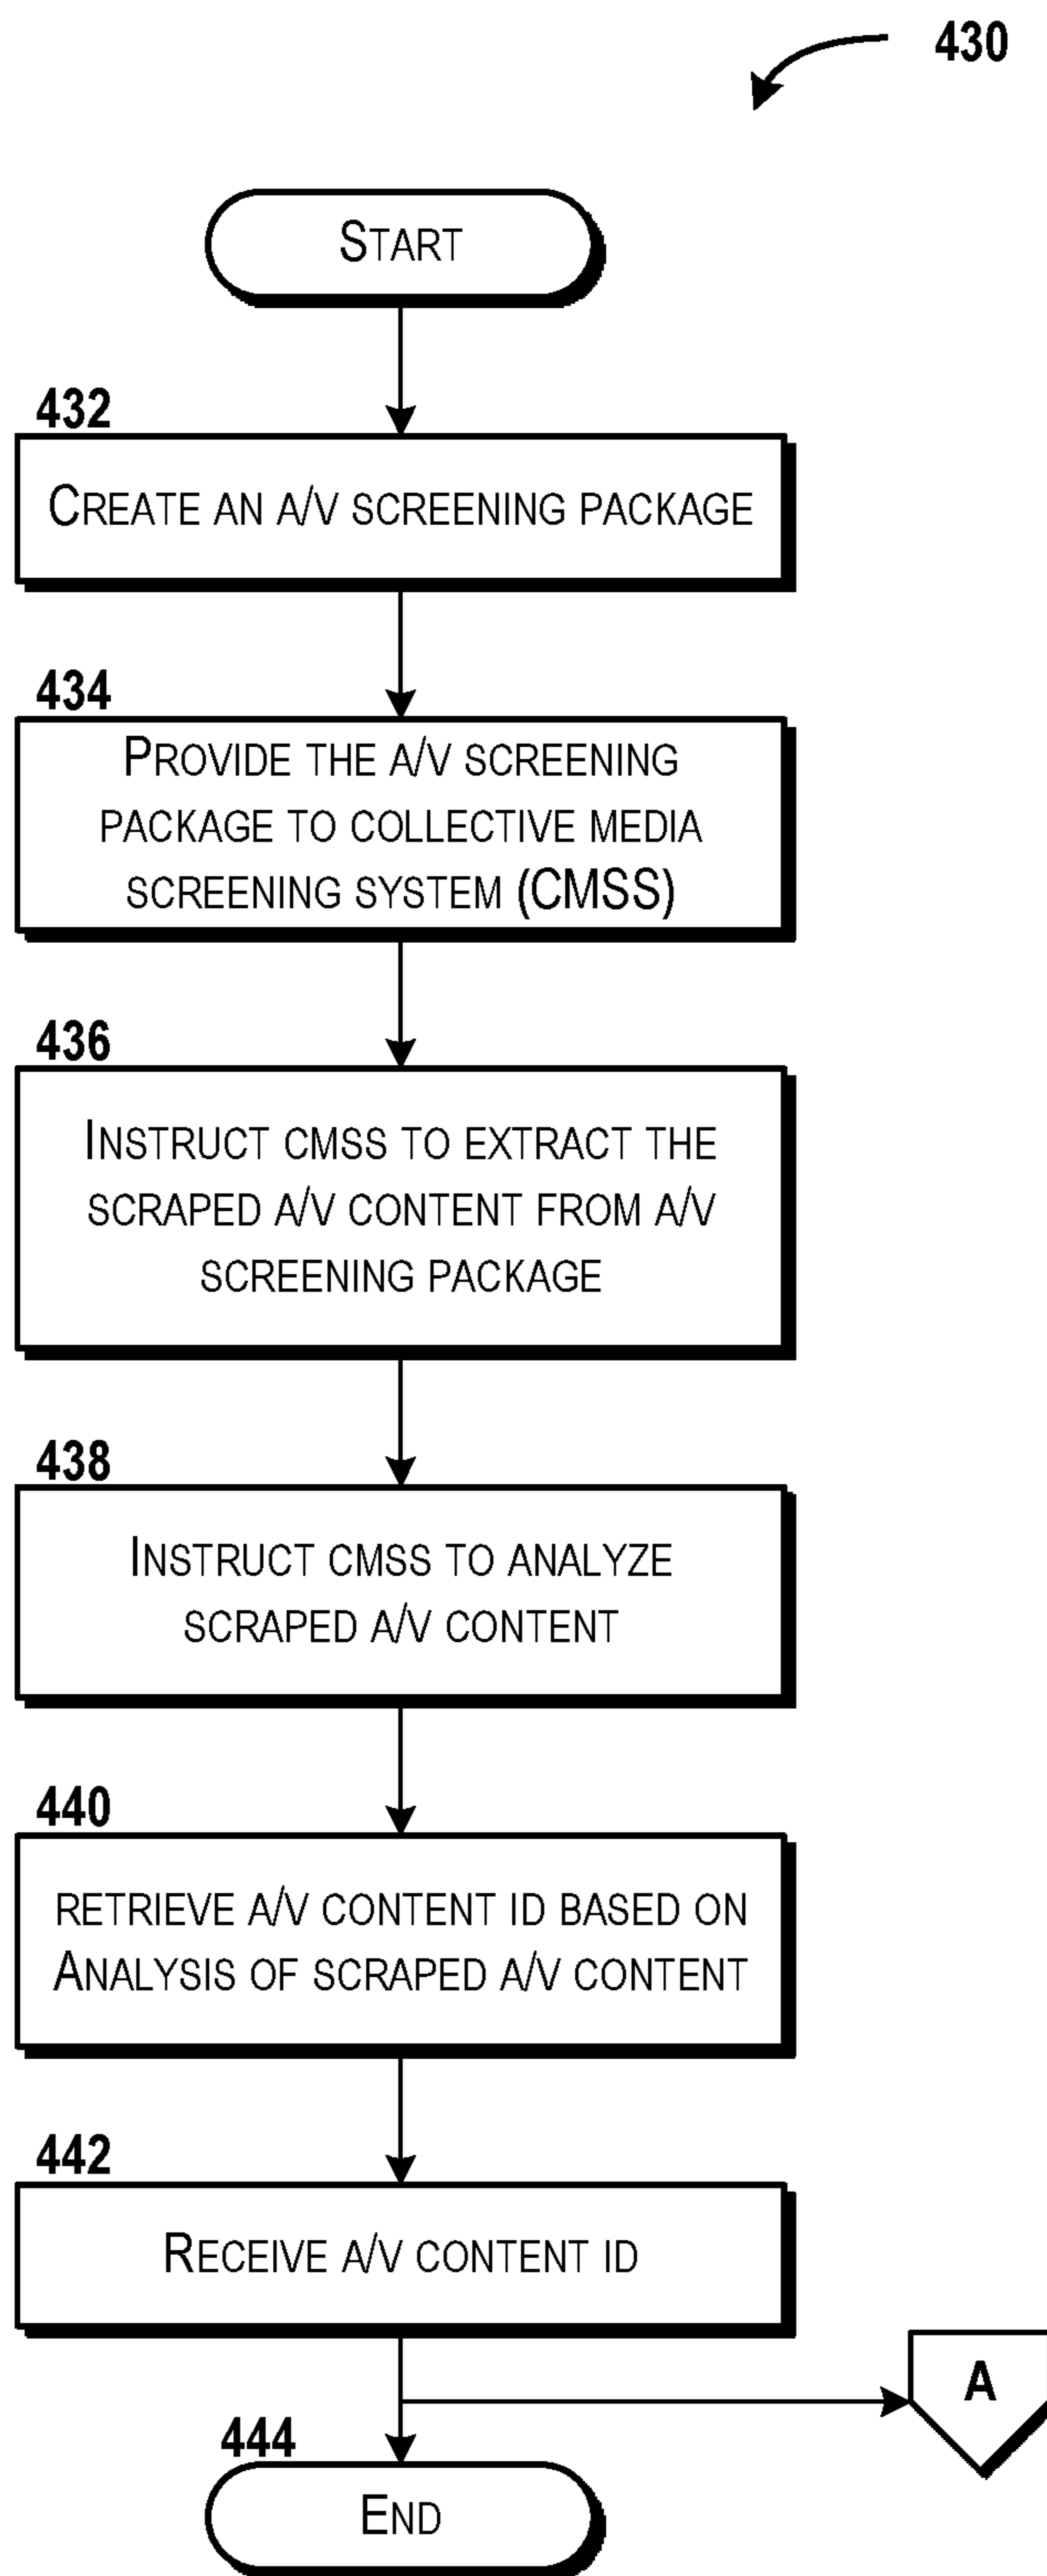 430
START
432
CREATE AN A/V SCREENING PACKAGE
434
PROVIDE THE A/V SCREENING
PACKAGE TO COLLECTIVE MEDIA
SCREENING SYSTEM (CMSS)
436
INSTRUCT CMSS TO EXTRACT THE
SCRAPED A/V CONTENT FROM A/V
SCREENING PACKAGE
438
INSTRUCT CMSS TO ANALYZE
SCRAPED A/V CONTENT
440
RETRIEVE A/V CONTENT ID BASED ON
ANALYSIS OF SCRAPED A/V CONTENT
442
RECEIVE A/V CONTENT ID
A
444
END